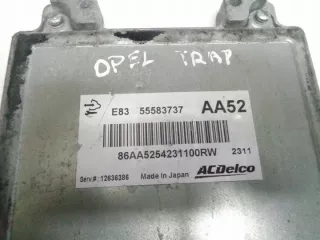 OPEL TRAP
E83 55583737 AA52
86AA5254231100RW 2311
Serv.#: 12636386 Made in Japan ACDelco